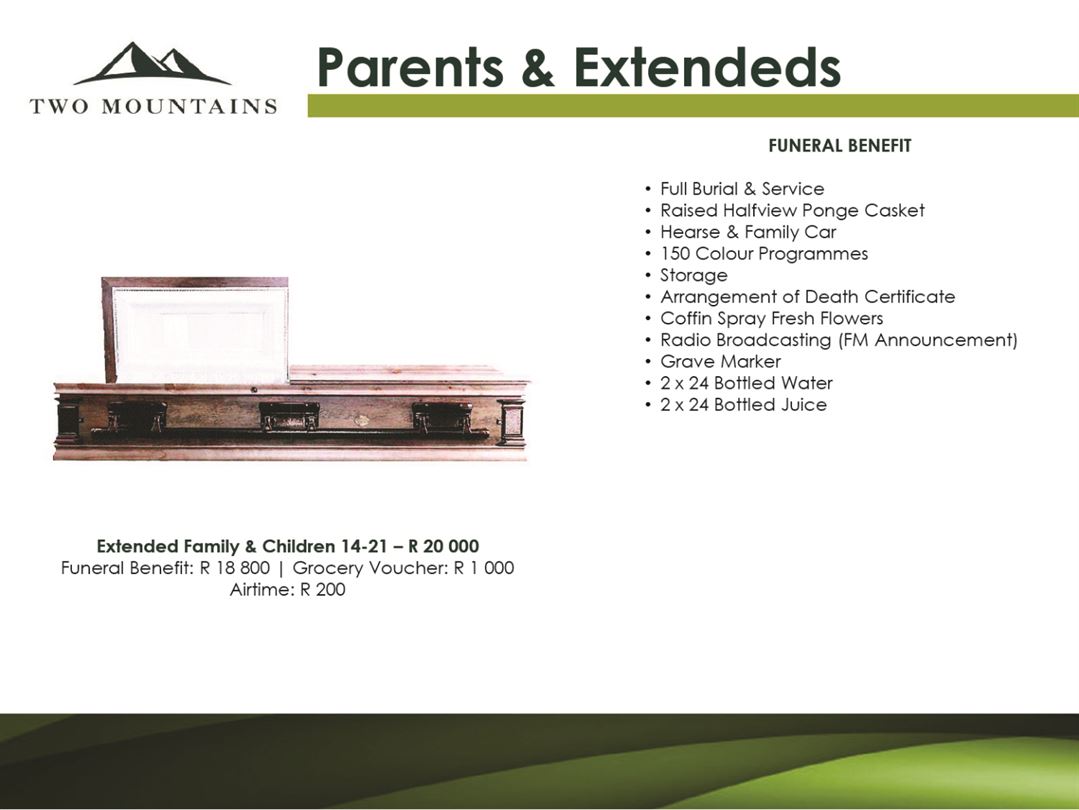 TWO MOUNTAINS
Parents & Extendeds
FUNERAL BENEFIT
• Full Burial & Service
• Raised Halfview Ponge Casket
• Hearse & Family Car
• 150 Colour Programmes
• Storage
• Arrangement of Death Certificate
• Coffin Spray Fresh Flowers
• Radio Broadcasting (FM Announcement)
• Grave Marker
• 2 x 24 Bottled Water
• 2 x 24 Bottled Juice
Extended Family & Children 14-21 – R 20 000
Funeral Benefit: R 18 800 | Grocery Voucher: R 1 000
Airtime: R 200